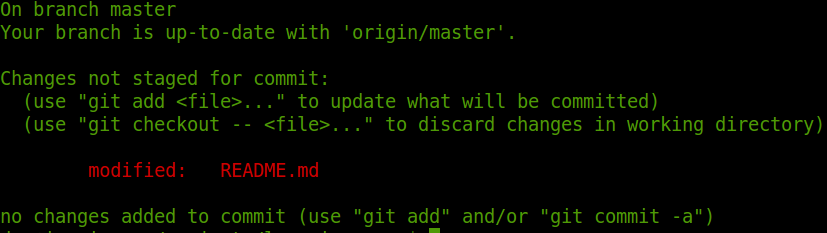 On branch master
Your branch is up-to-date with 'origin/master'.
Changes not staged for commit:
(use "git add <file>..." to update what will be committed)
(use "git checkout -- <file>..." to discard changes in working directory)
modified: README.md
no changes added to commit (use "git add" and/or "git commit -a")